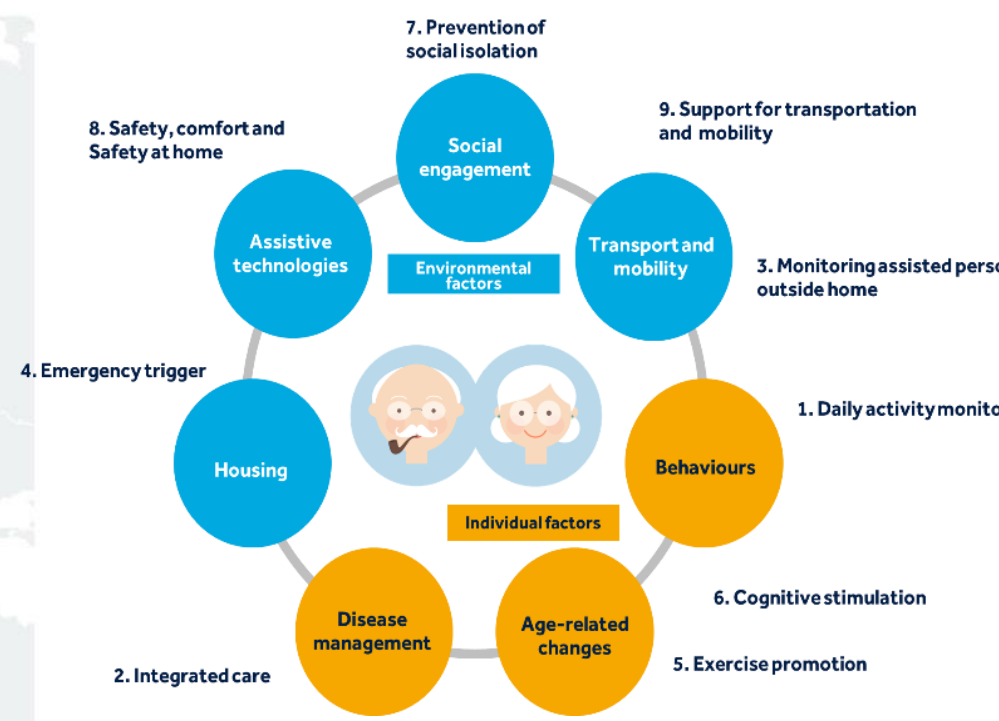 7. Prevention of
social isolation
8. Safety, comfort and
Safety at home
9. Support for transportation
and mobility
Social
engagement
Assistive
technologies
Transport and
mobility
Environmental
factors
3. Monitoring assisted perso
outside home
4. Emergency trigger
1. Daily activity monito
Housing
Behaviours
Individual factors
Disease
management
Age-related
changes
6. Cognitive stimulation
5. Exercise promotion
2. Integrated care